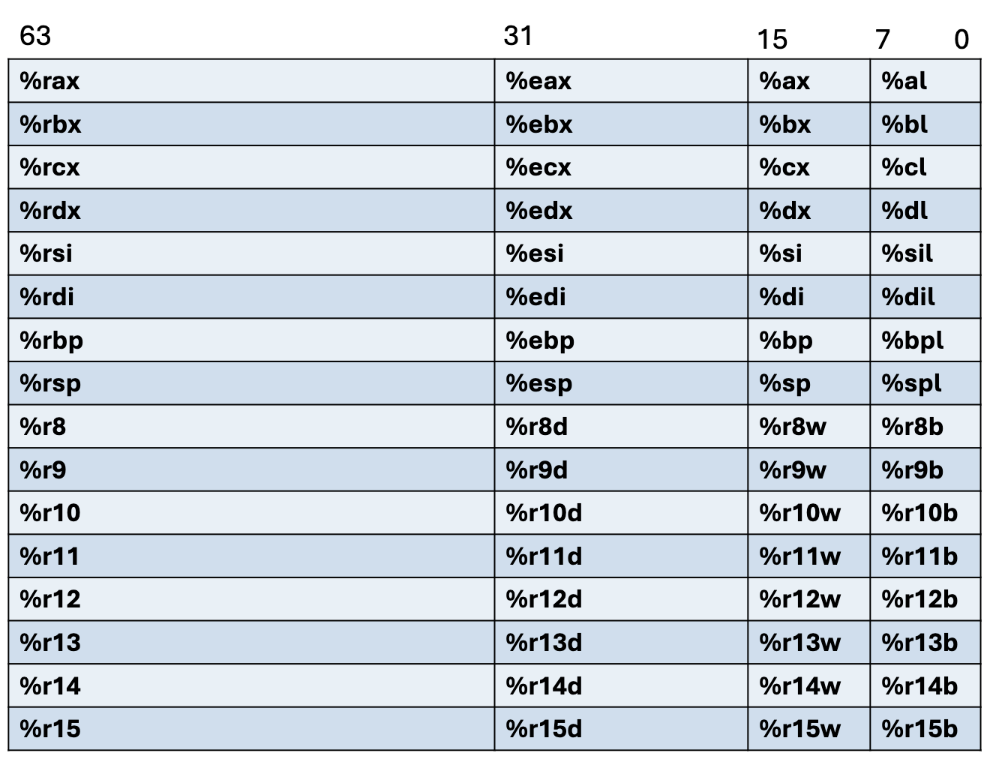 63 31 15 7 0
%rax %eax %ax %al
%rbx %ebx %bx %bl
%rcx %ecx %cx %cl
%rdx %edx %dx %dl
%rsi %esi %si %sil
%rdi %edi %di %dil
%rbp %ebp %bp %bpl
%rsp %esp %sp %spl
%r8 %r8d %r8w %r8b
%r9 %r9d %r9w %r9b
%r10 %r10d %r10w %r10b
%r11 %r11d %r11w %r11b
%r12 %r12d %r12w %r12b
%r13 %r13d %r13w %r13b
%r14 %r14d %r14w %r14b
%r15 %r15d %r15w %r15b